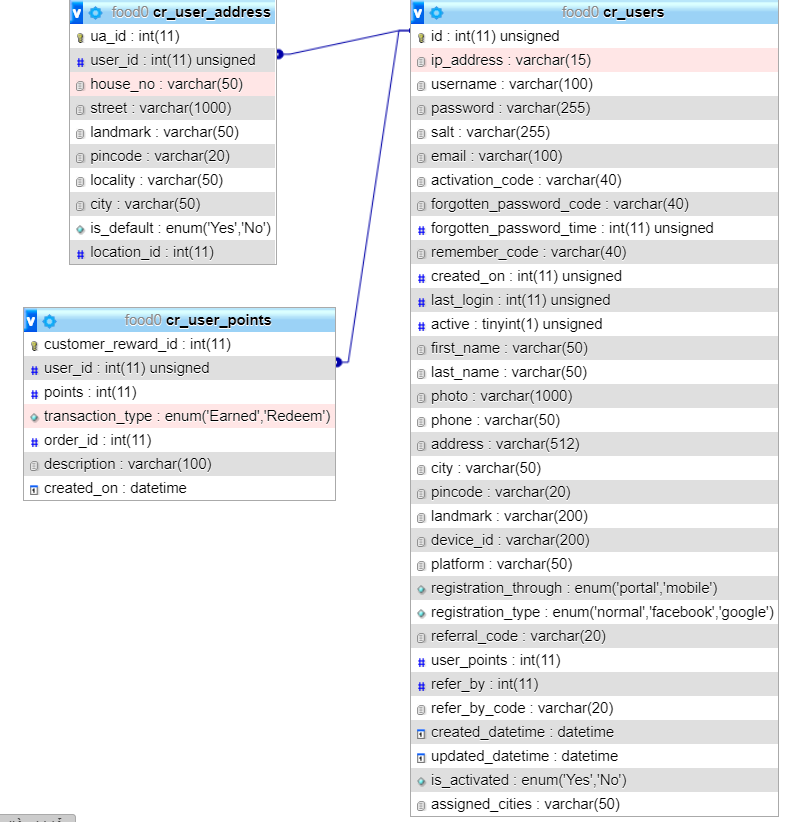 v food0 cr_user_address
ua_id : int(11)
# user_id : int(11) unsigned
house_no : varchar(50)
street : varchar(1000)
landmark : varchar(50)
pincode : varchar(20)
locality : varchar(50)
city : varchar(50)
is_default : enum('Yes','No')
# location_id : int(11)
v food0 cr_user_points
customer_reward_id : int(11)
# user_id : int(11) unsigned
# points : int(11)
transaction_type : enum('Earned','Redeem')
# order_id : int(11)
description : varchar(100)
created_on : datetime
v food0 cr_users
id : int(11) unsigned
ip_address : varchar(15)
username : varchar(100)
password : varchar(255)
salt : varchar(255)
email : varchar(100)
activation_code : varchar(40)
forgotten_password_code : varchar(40)
# forgotten_password_time : int(11) unsigned
remember_code : varchar(40)
# created_on : int(11) unsigned
# last_login : int(11) unsigned
# active : tinyint(1) unsigned
first_name : varchar(50)
last_name : varchar(50)
photo : varchar(1000)
phone : varchar(50)
address : varchar(512)
city : varchar(50)
pincode : varchar(20)
landmark : varchar(200)
device_id : varchar(200)
platform : varchar(50)
registration_through : enum('portal','mobile')
registration_type : enum('normal','facebook','google')
referral_code : varchar(20)
# user_points : int(11)
# refer_by : int(11)
refer_by_code : varchar(20)
created_datetime : datetime
updated_datetime : datetime
is_activated : enum('Yes','No')
assigned_cities : varchar(50)